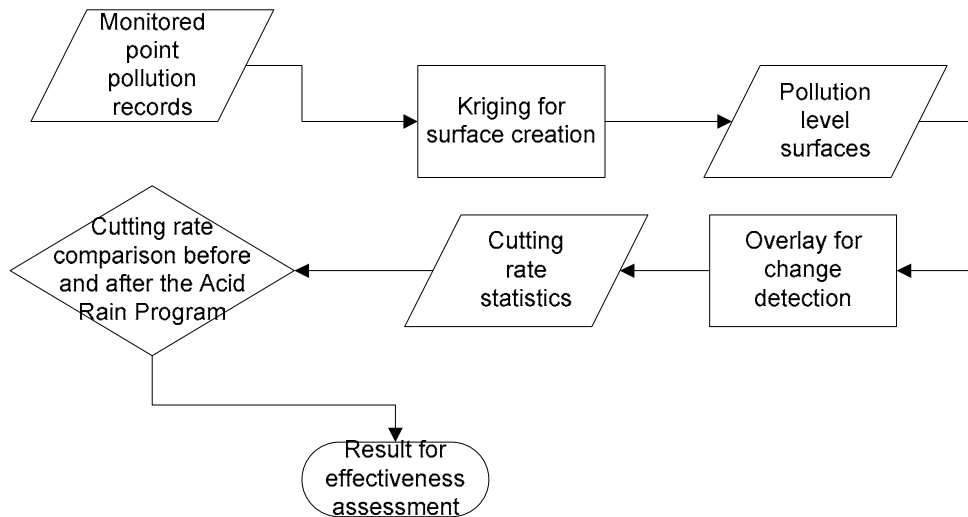 Monitored
point
pollution
records
Kriging for
surface creation
Pollution
level
surfaces
Overlay for
change
detection
Cutting
rate
statistics
Cutting rate
comparison before
and after the Acid
Rain Program
Result for
effectiveness
assessment